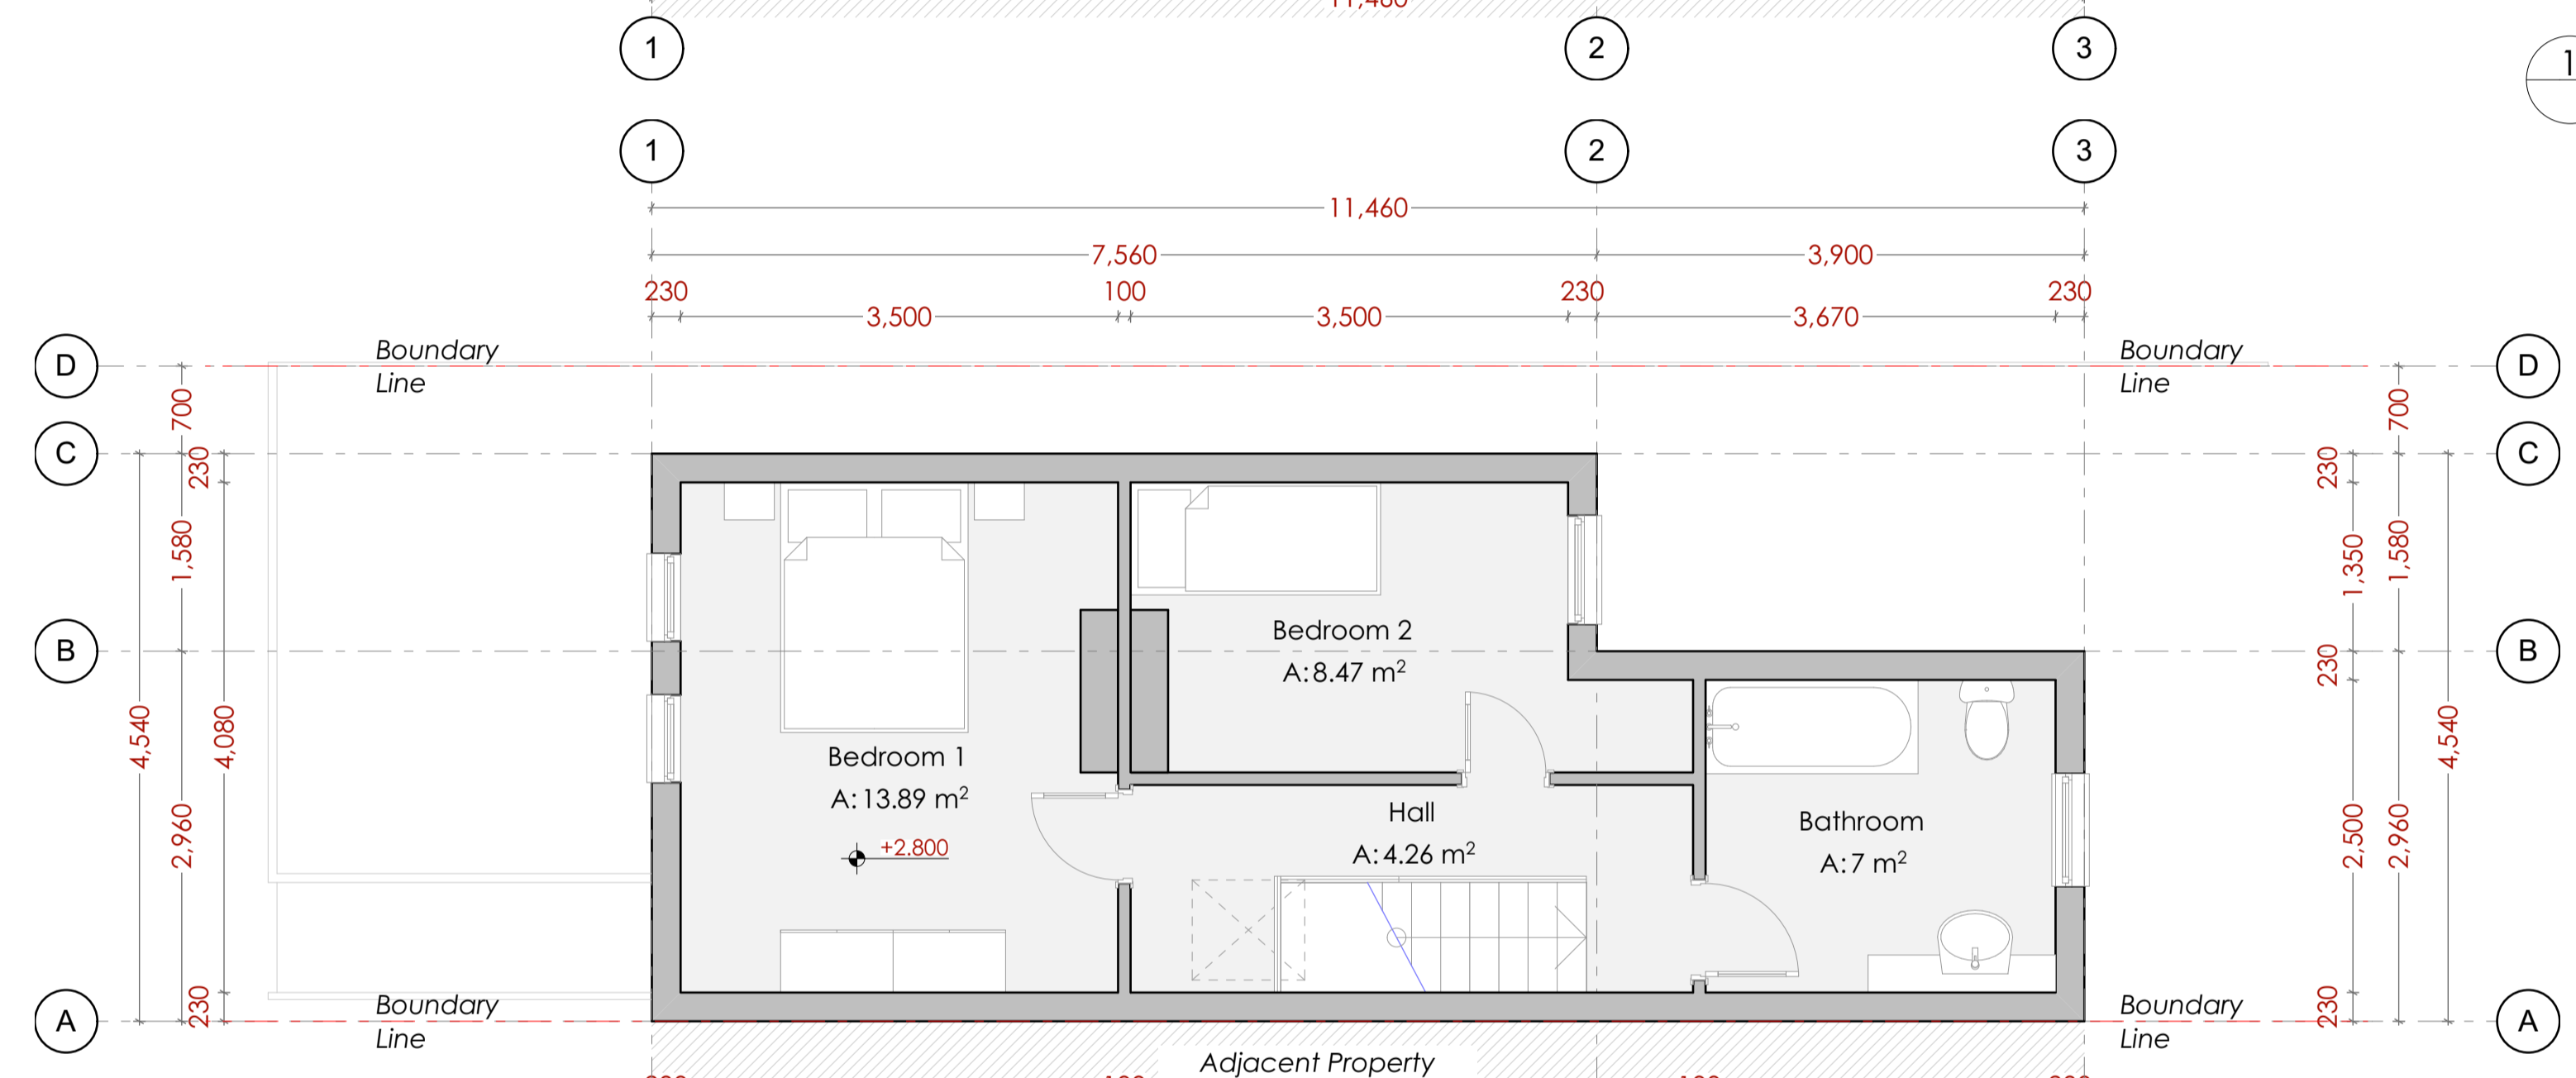 11,460
1 2 3
1
1 2 3
11,460
7,560 3,900
230 100 230 230
3,500 3,500 3,670
Boundary
Line
Boundary
Line
D D
C C
B B
A A
700
230
1,580
4,540
4,080
2,960
230
700
230
1,350
1,580
230
2,500
2,960
4,540
230
Bedroom 2
A: 8.47 m²
Bedroom 1
A: 13.89 m²
+2.800
Hall
A: 4.26 m²
Bathroom
A: 7 m²
Boundary
Line
Boundary
Line
Adjacent Property